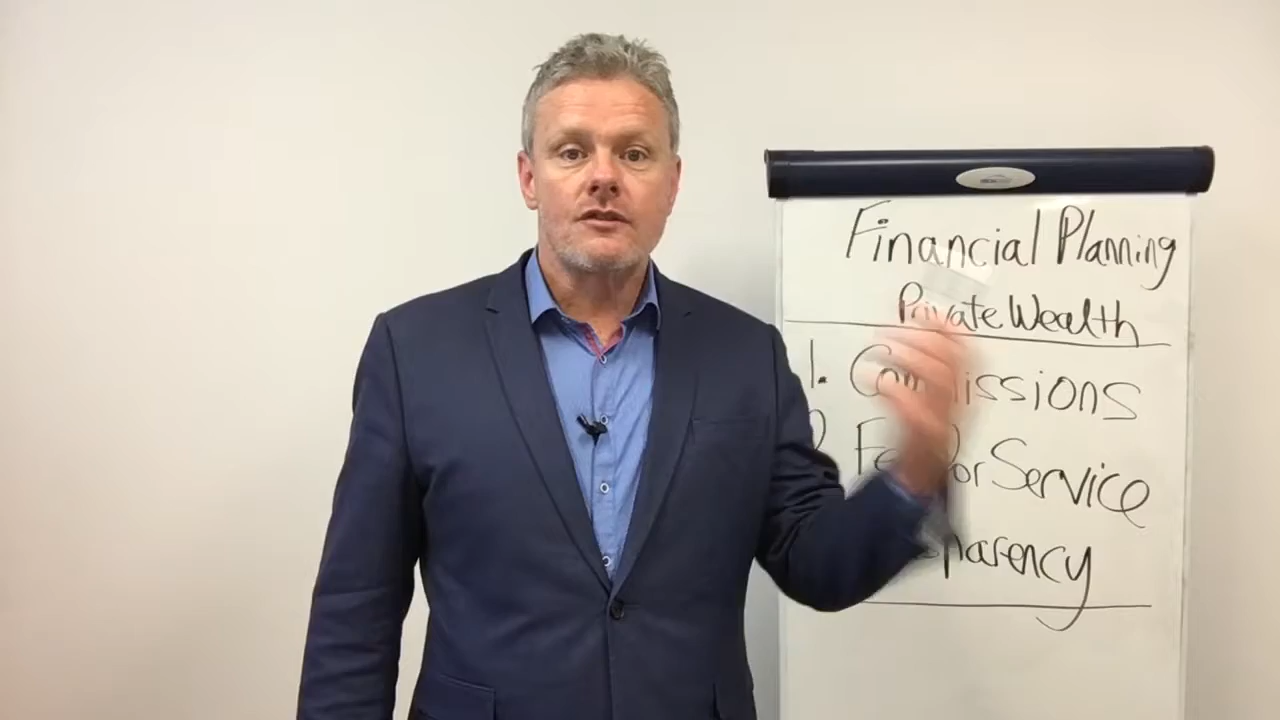 Financial Planning
Private Wealth
1. Commissions
Service